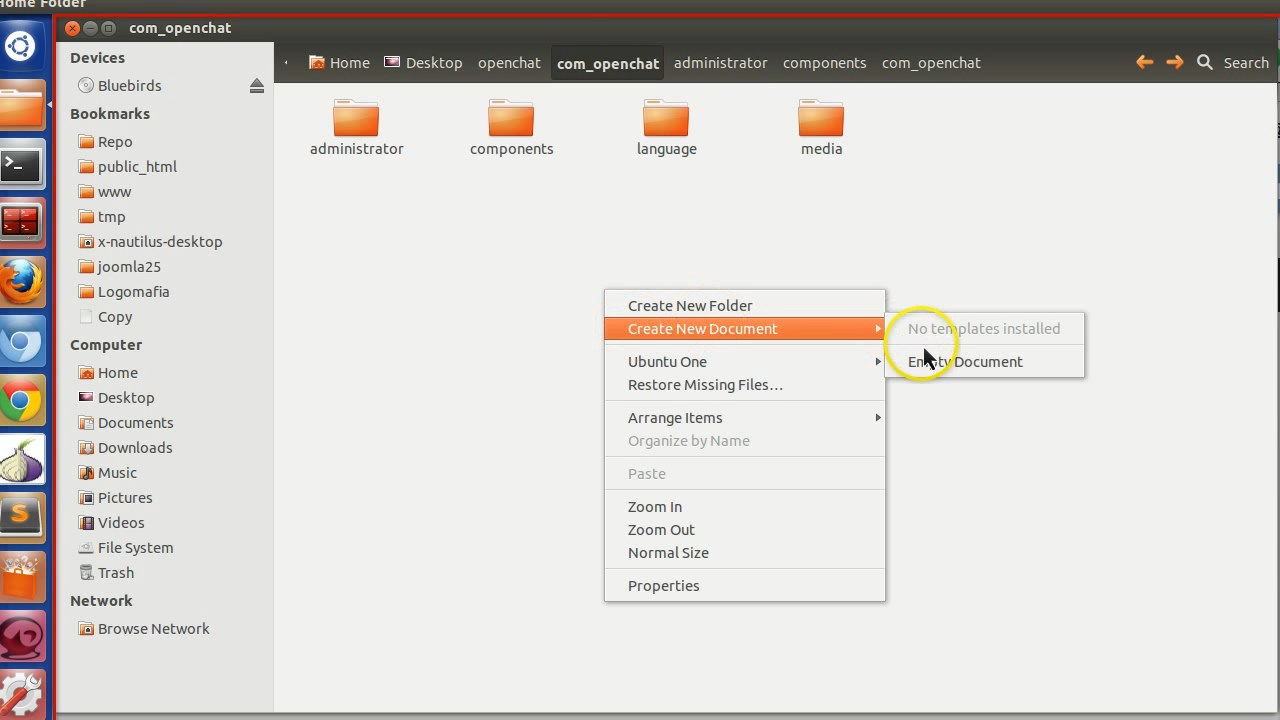 Home Folder
com_openchat
Devices
Bluebirds
Bookmarks
Repo
public_html
www
tmp
x-nautilus-desktop
joomla25
Logomafia
Copy
Computer
Home
Desktop
Documents
Downloads
Music
Pictures
Videos
File System
Trash
Network
Browse Network
Home Desktop openchat com_openchat administrator components com_openchat Search
administrator components language media
Create New Folder
Create New Document
Ubuntu One
Restore Missing Files…
Arrange Items
Organize by Name
Paste
Zoom In
Zoom Out
Normal Size
Properties
No templates installed
Empty Document